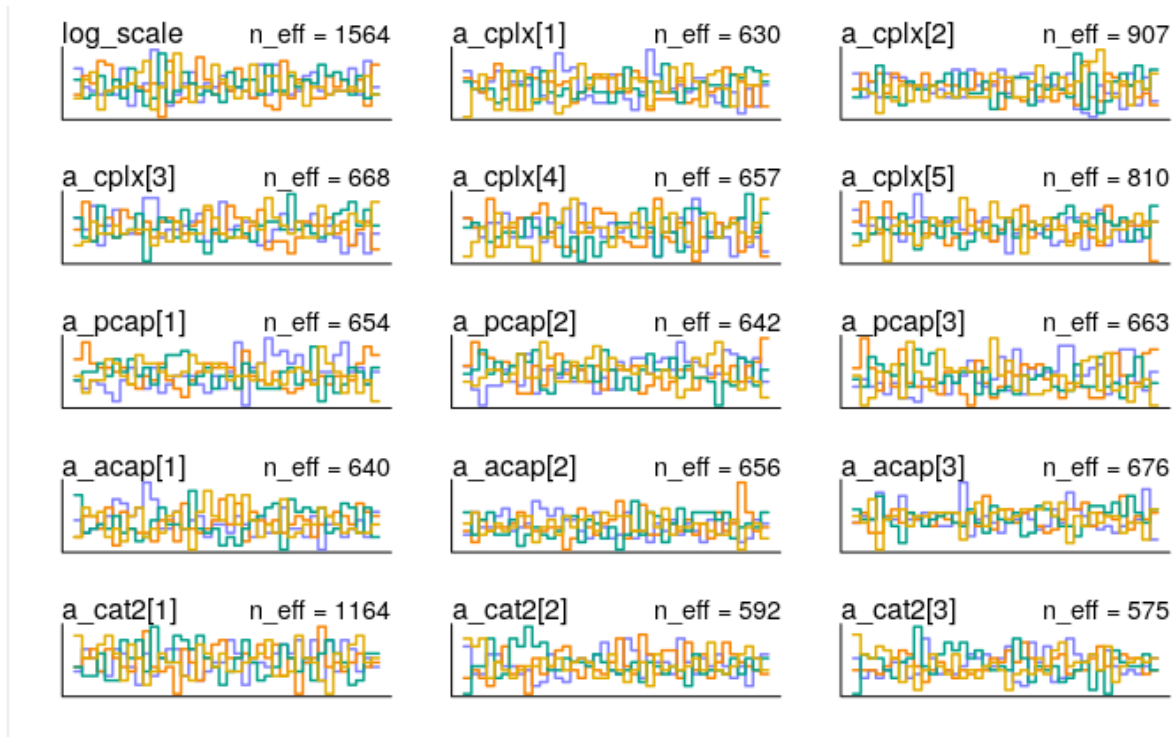 log_scale n_eff = 1564 a_cplx[1] n_eff = 630 a_cplx[2] n_eff = 907
a_cplx[3] n_eff = 668 a_cplx[4] n_eff = 657 a_cplx[5] n_eff = 810
a_pcap[1] n_eff = 654 a_pcap[2] n_eff = 642 a_pcap[3] n_eff = 663
a_acap[1] n_eff = 640 a_acap[2] n_eff = 656 a_acap[3] n_eff = 676
a_cat2[1] n_eff = 1164 a_cat2[2] n_eff = 592 a_cat2[3] n_eff = 575